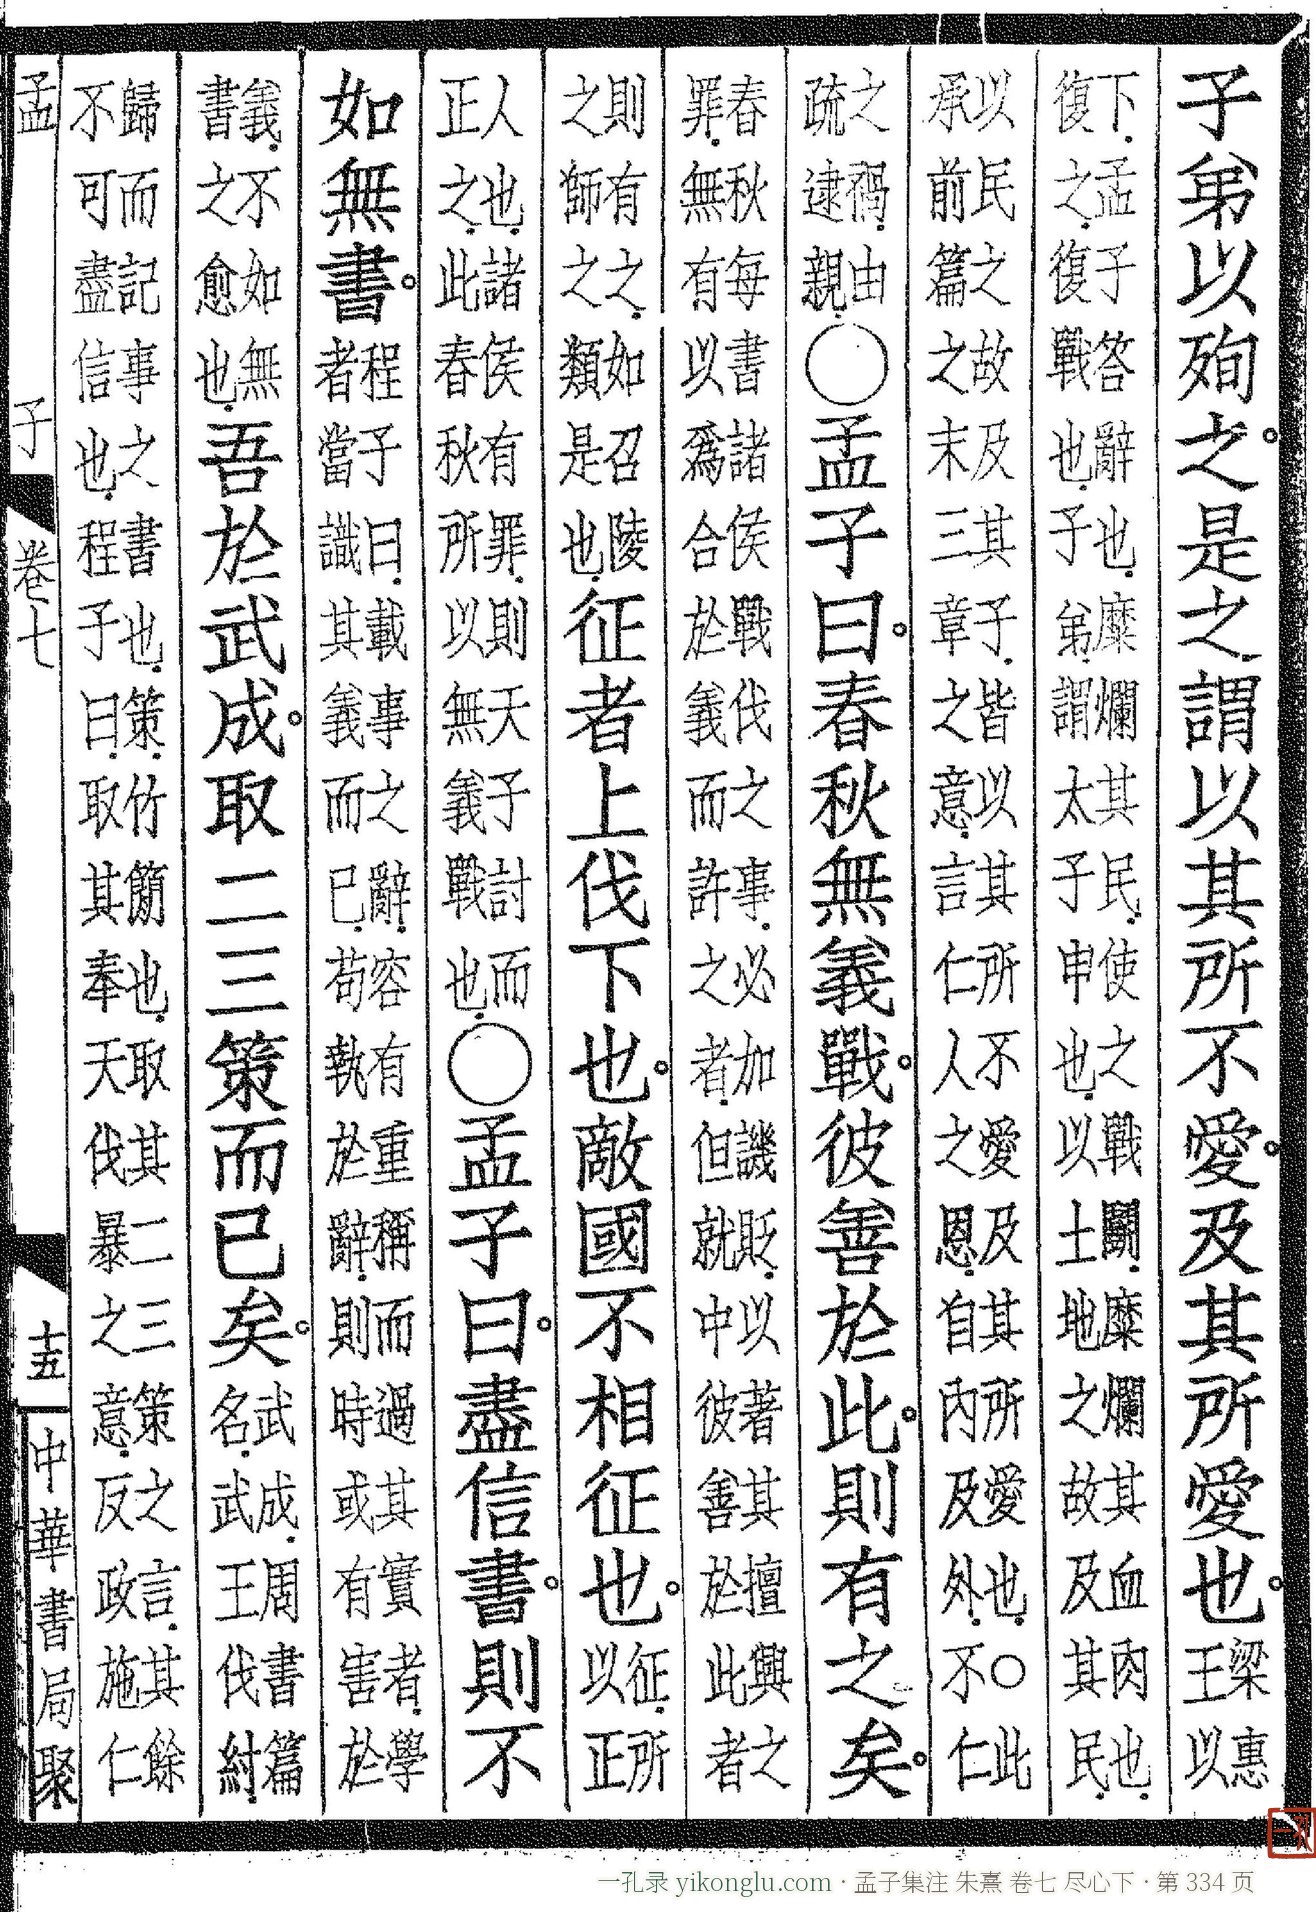 子弟以殉之是之謂以其所不愛及其所愛也。梁惠王以
下孟子答辭也糜爛其民使之戰鬬糜爛其血肉也
復之復戰也子弟謂太子申也以土地之故及其民
以民之故及其子皆以其所不愛及其所愛也○此
承前篇之末三章之意言仁人之恩自內及外不仁
之禍由疏逮親○孟子曰。春秋無義戰。彼善於此。則有之矣。
春秋每書諸侯戰伐之事必加譏貶以著其擅興之
罪無有以爲合於義而許之者但就中彼善於此者
則有之如召陵之師之類是也征者上伐下也。敵國不相征也。征所以正
人也諸侯有罪則天子討而正之此春秋所以無義戰也○孟子曰。盡信書。則不
如無書。程子曰載事之辭容有重稱而過其實者學者當識其義而已苟執於辭則時或有害於
義不如無書之愈也吾於武成。取二三策而已矣。武成周書篇名武王伐紂
歸而記事之書也策竹簡也取其二三策之言其餘
不可盡信也程子曰取其奉天伐暴之意反政施仁
孟子 卷七 十五 中華書局聚
一孔录 yikonglu.com · 孟子集注 朱熹 卷七 尽心下 · 第 334 页